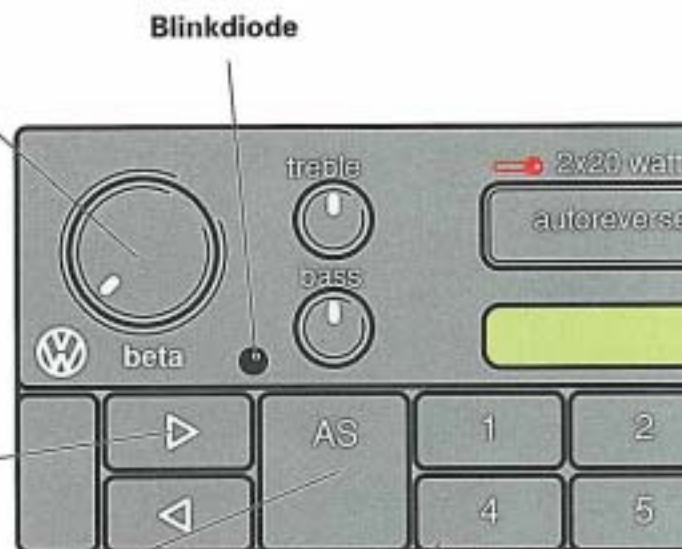 Blinkdiode
treble
2x20 watt
autoreverse
bass
beta
AS
1
2
4
5